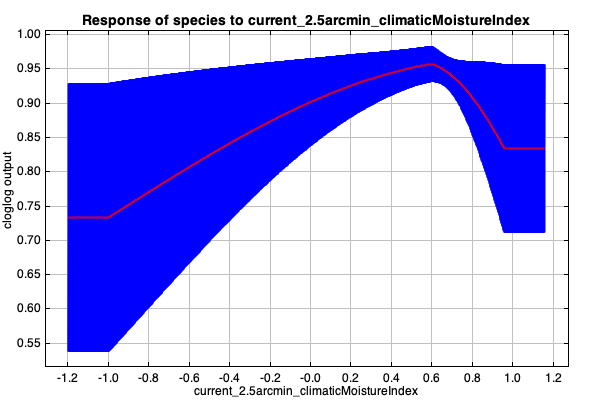 Response of species to current_2.5arcmin_climaticMoistureIndex
1.00
0.95
0.90
0.85
0.80
0.75
0.70
0.65
0.60
0.55
cloglog output
-1.2 -1.0 -0.8 -0.6 -0.4 -0.2 -0.0 0.2 0.4 0.6 0.8 1.0 1.2
current_2.5arcmin_climaticMoistureIndex